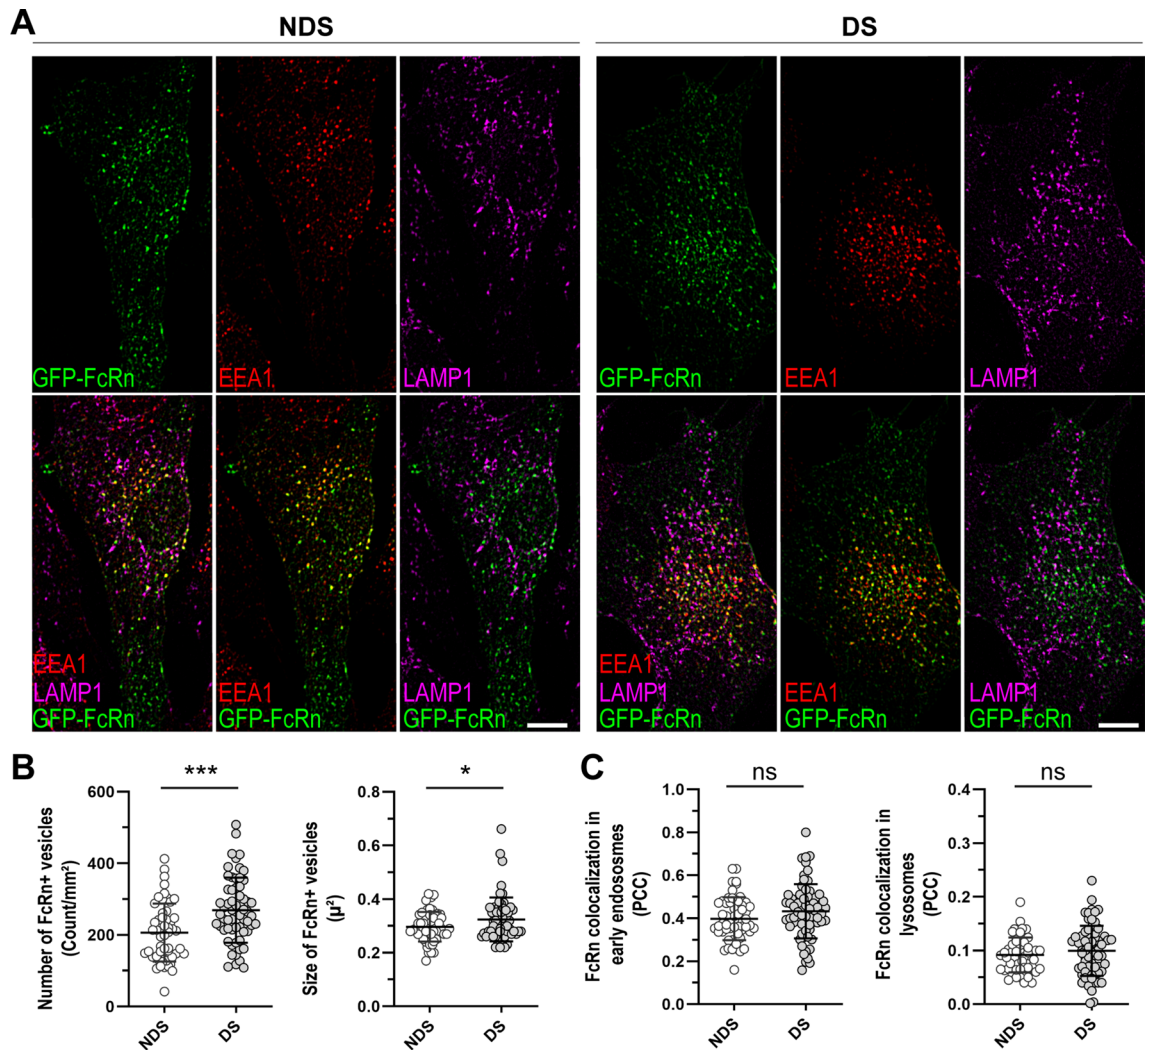 A
NDS
DS
GFP-FcRn
EEA1
LAMP1
GFP-FcRn
EEA1
LAMP1
EEA1
LAMP1
GFP-FcRn
EEA1
GFP-FcRn
LAMP1
GFP-FcRn
EEA1
LAMP1
GFP-FcRn
EEA1
GFP-FcRn
LAMP1
GFP-FcRn
B
Number of FcRn+ vesicles
(Count/mm²)
600
400
200
0
***
NDS
DS
Size of FcRn+ vesicles
(µ²)
0.8
0.6
0.4
0.2
0.0
*
NDS
DS
C
FcRn colocalization in
early endososmes
(PCC)
1.0
0.8
0.6
0.4
0.2
0.0
ns
NDS
DS
FcRn colocalization in
lysosomes
(PCC)
0.4
0.3
0.2
0.1
0.0
ns
NDS
DS